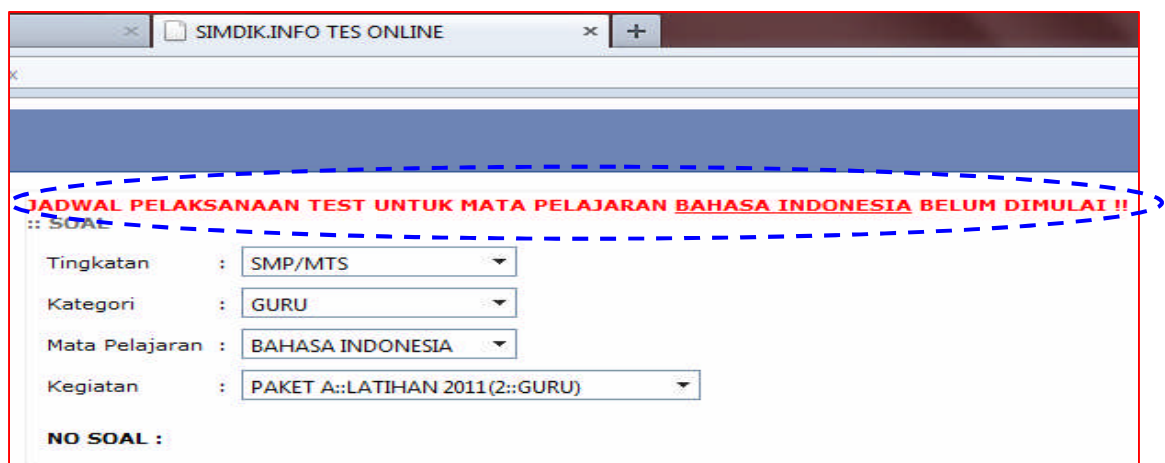 SIMDIK.INFO TES ONLINE
JADWAL PELAKSANAAN TEST UNTUK MATA PELAJARAN BAHASA INDONESIA BELUM DIMULAI !!
:: SOAL
Tingkatan : SMP/MTS
Kategori : GURU
Mata Pelajaran : BAHASA INDONESIA
Kegiatan : PAKET A::LATIHAN 2011(2::GURU)
NO SOAL :